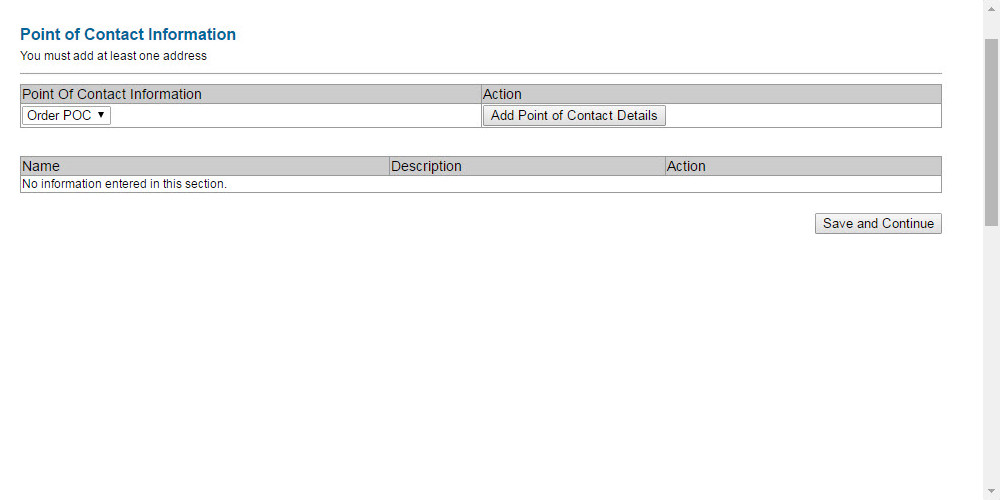 Point of Contact Information
You must add at least one address
Point Of Contact Information Action
Order POC Add Point of Contact Details
Name Description Action
No information entered in this section.
Save and Continue